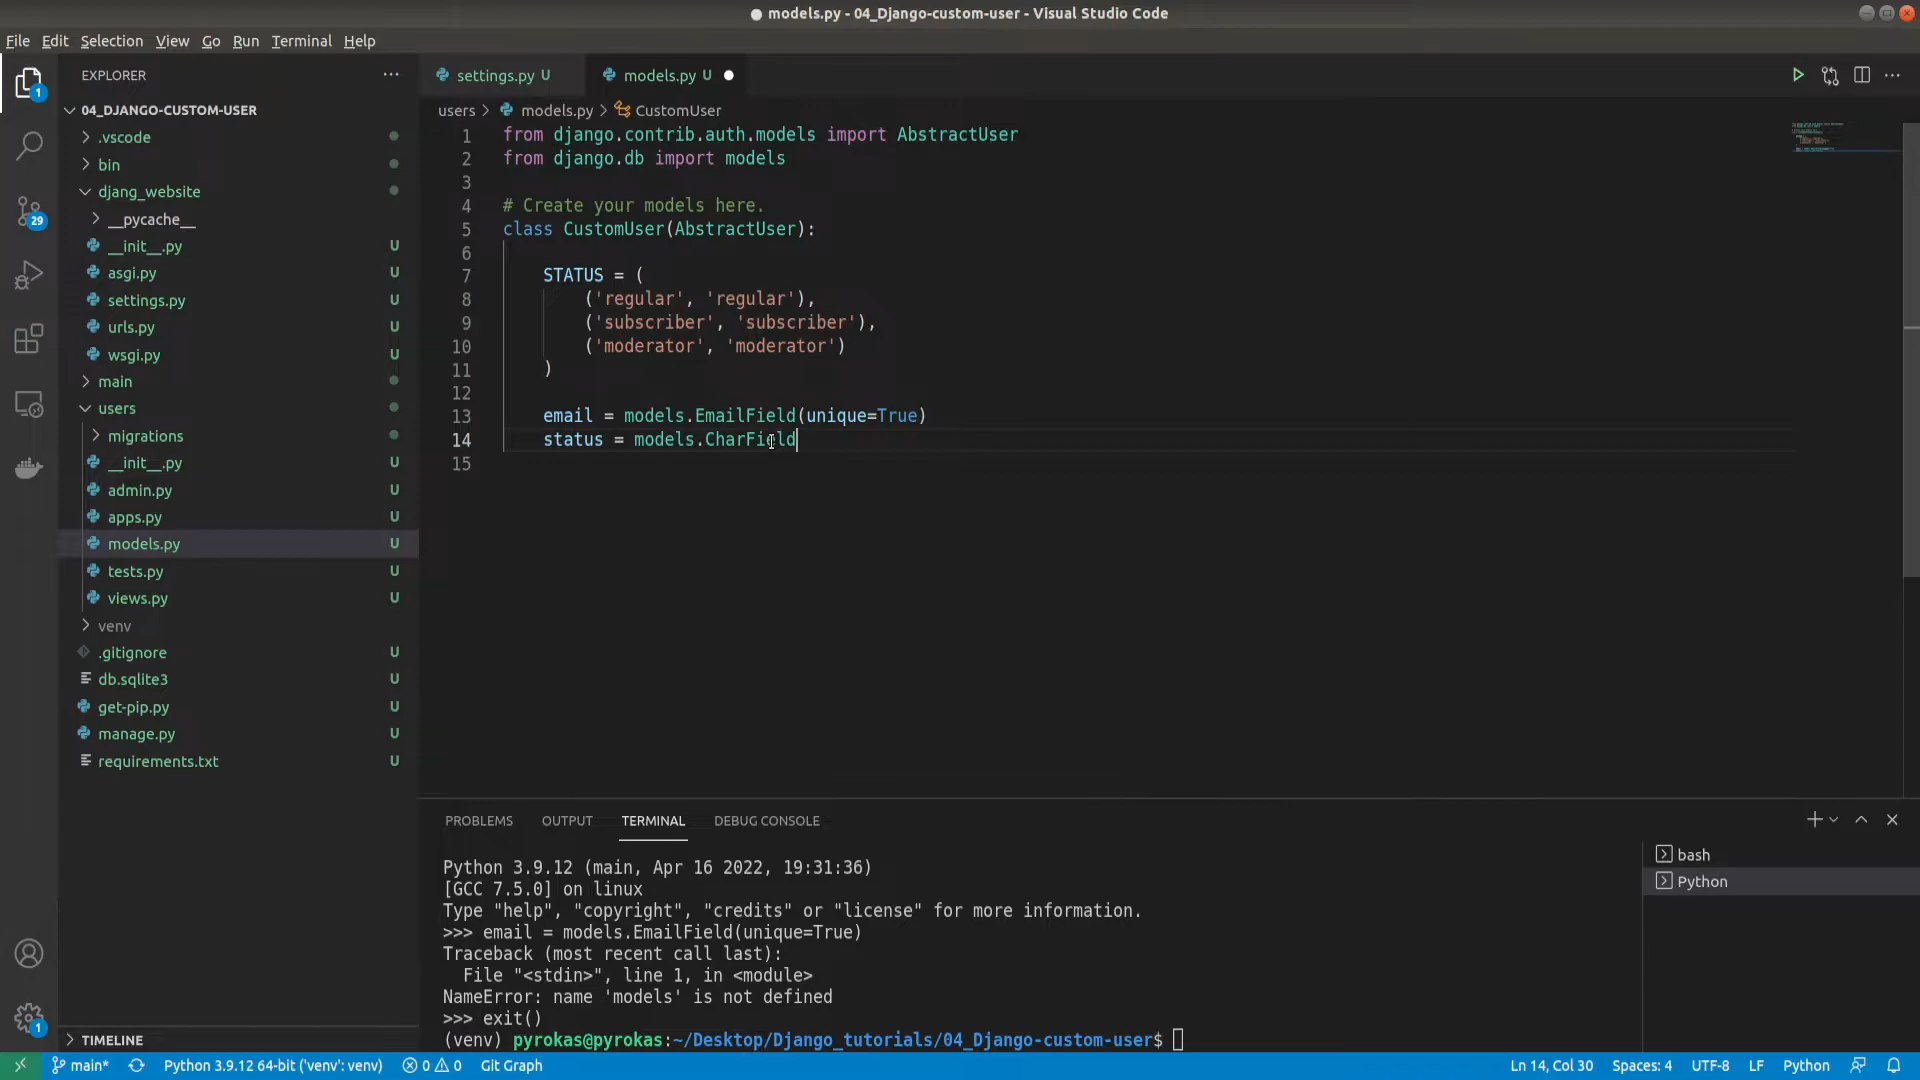 models.py - 04_Django-custom-user - Visual Studio Code
File Edit Selection View Go Run Terminal Help
EXPLORER
04_DJANGO-CUSTOM-USER
.vscode
bin
djang_website
__pycache__
__init__.py U
asgi.py U
settings.py U
urls.py U
wsgi.py U
main
users
migrations
__init__.py U
admin.py U
apps.py U
models.py U
tests.py U
views.py U
venv
.gitignore U
db.sqlite3 U
get-pip.py U
manage.py U
requirements.txt U
TIMELINE
1
29
1
settings.py U models.py U
users > models.py > CustomUser
1 from django.contrib.auth.models import AbstractUser
2 from django.db import models
3
4 # Create your models here.
5 class CustomUser(AbstractUser):
6
7 STATUS = (
8 ('regular', 'regular'),
9 ('subscriber', 'subscriber'),
10 ('moderator', 'moderator')
11 )
12
13 email = models.EmailField(unique=True)
14 status = models.CharField
15
PROBLEMS OUTPUT TERMINAL DEBUG CONSOLE
Python 3.9.12 (main, Apr 16 2022, 19:31:36)
[GCC 7.5.0] on linux
Type "help", "copyright", "credits" or "license" for more information.
>>> email = models.EmailField(unique=True)
Traceback (most recent call last):
File "<stdin>", line 1, in <module>
NameError: name 'models' is not defined
>>> exit()
(venv) pyrokas@pyrokas:~/Desktop/Django_tutorials/04_Django-custom-user$
bash
Python
main* Python 3.9.12 64-bit ('venv': venv) 0 0 Git Graph Ln 14, Col 30 Spaces: 4 UTF-8 LF Python